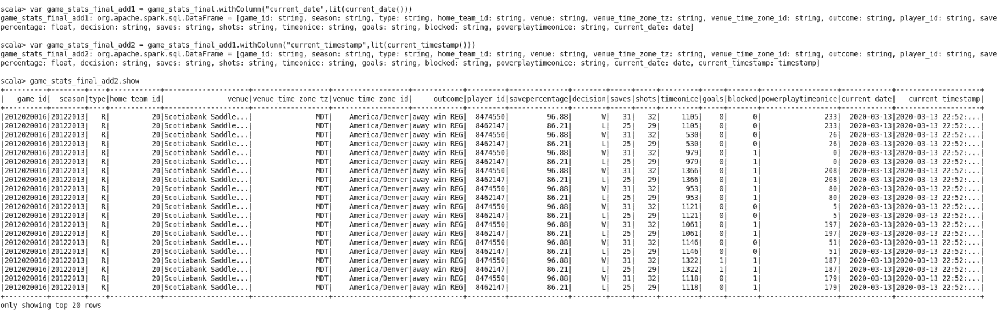 scala> var game_stats_final_add1 = game_stats_final.withColumn("current_date",lit(current_date()))
game_stats_final_add1: org.apache.spark.sql.DataFrame = [game_id: string, season: string, type: string, home_team_id: string, venue: string, venue_time_zone_tz: string, venue_time_zone_id: string, outcome: string, player_id: string, save
percentage: float, decision: string, saves: string, shots: string, timeonice: string, goals: string, blocked: string, powerplaytimeonice: string, current_date: date]
scala> var game_stats_final_add2 = game_stats_final_add1.withColumn("current_timestamp",lit(current_timestamp()))
game_stats_final_add2: org.apache.spark.sql.DataFrame = [game_id: string, season: string, type: string, home_team_id: string, venue: string, venue_time_zone_tz: string, venue_time_zone_id: string, outcome: string, player_id: string, save
percentage: float, decision: string, saves: string, shots: string, timeonice: string, goals: string, blocked: string, powerplaytimeonice: string, current_date: date, current_timestamp: timestamp]
scala> game_stats_final_add2.show
+----------+--------+----+------------+--------------------+------------------+------------------+------------+---------+--------------+--------+-----+-----+---------+-----+-------+------------------+------------+--------------------+
|   game_id|  season|type|home_team_id|               venue|venue_time_zone_tz|venue_time_zone_id|     outcome|player_id|savepercentage|decision|saves|shots|timeonice|goals|blocked|powerplaytimeonice|current_date|   current_timestamp|
+----------+--------+----+------------+--------------------+------------------+------------------+------------+---------+--------------+--------+-----+-----+---------+-----+-------+------------------+------------+--------------------+
|2012020016|20122013|   R|          20|Scotiabank Saddle...|               MDT|    America/Denver|away win REG|  8474550|         96.88|       W|   31|   32|     1105|    0|      0|               233|  2020-03-13|2020-03-13 22:52:...|
|2012020016|20122013|   R|          20|Scotiabank Saddle...|               MDT|    America/Denver|away win REG|  8462147|         86.21|       L|   25|   29|     1105|    0|      0|               233|  2020-03-13|2020-03-13 22:52:...|
|2012020016|20122013|   R|          20|Scotiabank Saddle...|               MDT|    America/Denver|away win REG|  8474550|         96.88|       W|   31|   32|      530|    0|      0|                26|  2020-03-13|2020-03-13 22:52:...|
|2012020016|20122013|   R|          20|Scotiabank Saddle...|               MDT|    America/Denver|away win REG|  8462147|         86.21|       L|   25|   29|      530|    0|      0|                26|  2020-03-13|2020-03-13 22:52:...|
|2012020016|20122013|   R|          20|Scotiabank Saddle...|               MDT|    America/Denver|away win REG|  8474550|         96.88|       W|   31|   32|      979|    0|      1|                 0|  2020-03-13|2020-03-13 22:52:...|
|2012020016|20122013|   R|          20|Scotiabank Saddle...|               MDT|    America/Denver|away win REG|  8462147|         86.21|       L|   25|   29|      979|    0|      1|                 0|  2020-03-13|2020-03-13 22:52:...|
|2012020016|20122013|   R|          20|Scotiabank Saddle...|               MDT|    America/Denver|away win REG|  8474550|         96.88|       W|   31|   32|     1366|    0|      1|               208|  2020-03-13|2020-03-13 22:52:...|
|2012020016|20122013|   R|          20|Scotiabank Saddle...|               MDT|    America/Denver|away win REG|  8462147|         86.21|       L|   25|   29|     1366|    0|      1|               208|  2020-03-13|2020-03-13 22:52:...|
|2012020016|20122013|   R|          20|Scotiabank Saddle...|               MDT|    America/Denver|away win REG|  8474550|         96.88|       W|   31|   32|      953|    0|      1|                80|  2020-03-13|2020-03-13 22:52:...|
|2012020016|20122013|   R|          20|Scotiabank Saddle...|               MDT|    America/Denver|away win REG|  8462147|         86.21|       L|   25|   29|      953|    0|      1|                80|  2020-03-13|2020-03-13 22:52:...|
|2012020016|20122013|   R|          20|Scotiabank Saddle...|               MDT|    America/Denver|away win REG|  8474550|         96.88|       W|   31|   32|     1121|    0|      0|                 5|  2020-03-13|2020-03-13 22:52:...|
|2012020016|20122013|   R|          20|Scotiabank Saddle...|               MDT|    America/Denver|away win REG|  8462147|         86.21|       L|   25|   29|     1121|    0|      0|                 5|  2020-03-13|2020-03-13 22:52:...|
|2012020016|20122013|   R|          20|Scotiabank Saddle...|               MDT|    America/Denver|away win REG|  8474550|         96.88|       W|   31|   32|     1061|    0|      1|               197|  2020-03-13|2020-03-13 22:52:...|
|2012020016|20122013|   R|          20|Scotiabank Saddle...|               MDT|    America/Denver|away win REG|  8462147|         86.21|       L|   25|   29|     1061|    0|      1|               197|  2020-03-13|2020-03-13 22:52:...|
|2012020016|20122013|   R|          20|Scotiabank Saddle...|               MDT|    America/Denver|away win REG|  8474550|         96.88|       W|   31|   32|     1146|    0|      0|                51|  2020-03-13|2020-03-13 22:52:...|
|2012020016|20122013|   R|          20|Scotiabank Saddle...|               MDT|    America/Denver|away win REG|  8462147|         86.21|       L|   25|   29|     1146|    0|      0|                51|  2020-03-13|2020-03-13 22:52:...|
|2012020016|20122013|   R|          20|Scotiabank Saddle...|               MDT|    America/Denver|away win REG|  8474550|         96.88|       W|   31|   32|     1322|    1|      1|               187|  2020-03-13|2020-03-13 22:52:...|
|2012020016|20122013|   R|          20|Scotiabank Saddle...|               MDT|    America/Denver|away win REG|  8462147|         86.21|       L|   25|   29|     1322|    1|      1|               187|  2020-03-13|2020-03-13 22:52:...|
|2012020016|20122013|   R|          20|Scotiabank Saddle...|               MDT|    America/Denver|away win REG|  8474550|         96.88|       W|   31|   32|     1118|    0|      1|               179|  2020-03-13|2020-03-13 22:52:...|
|2012020016|20122013|   R|          20|Scotiabank Saddle...|               MDT|    America/Denver|away win REG|  8462147|         86.21|       L|   25|   29|     1118|    0|      1|               179|  2020-03-13|2020-03-13 22:52:...|
+----------+--------+----+------------+--------------------+------------------+------------------+------------+---------+--------------+--------+-----+-----+---------+-----+-------+------------------+------------+--------------------+
only showing top 20 rows